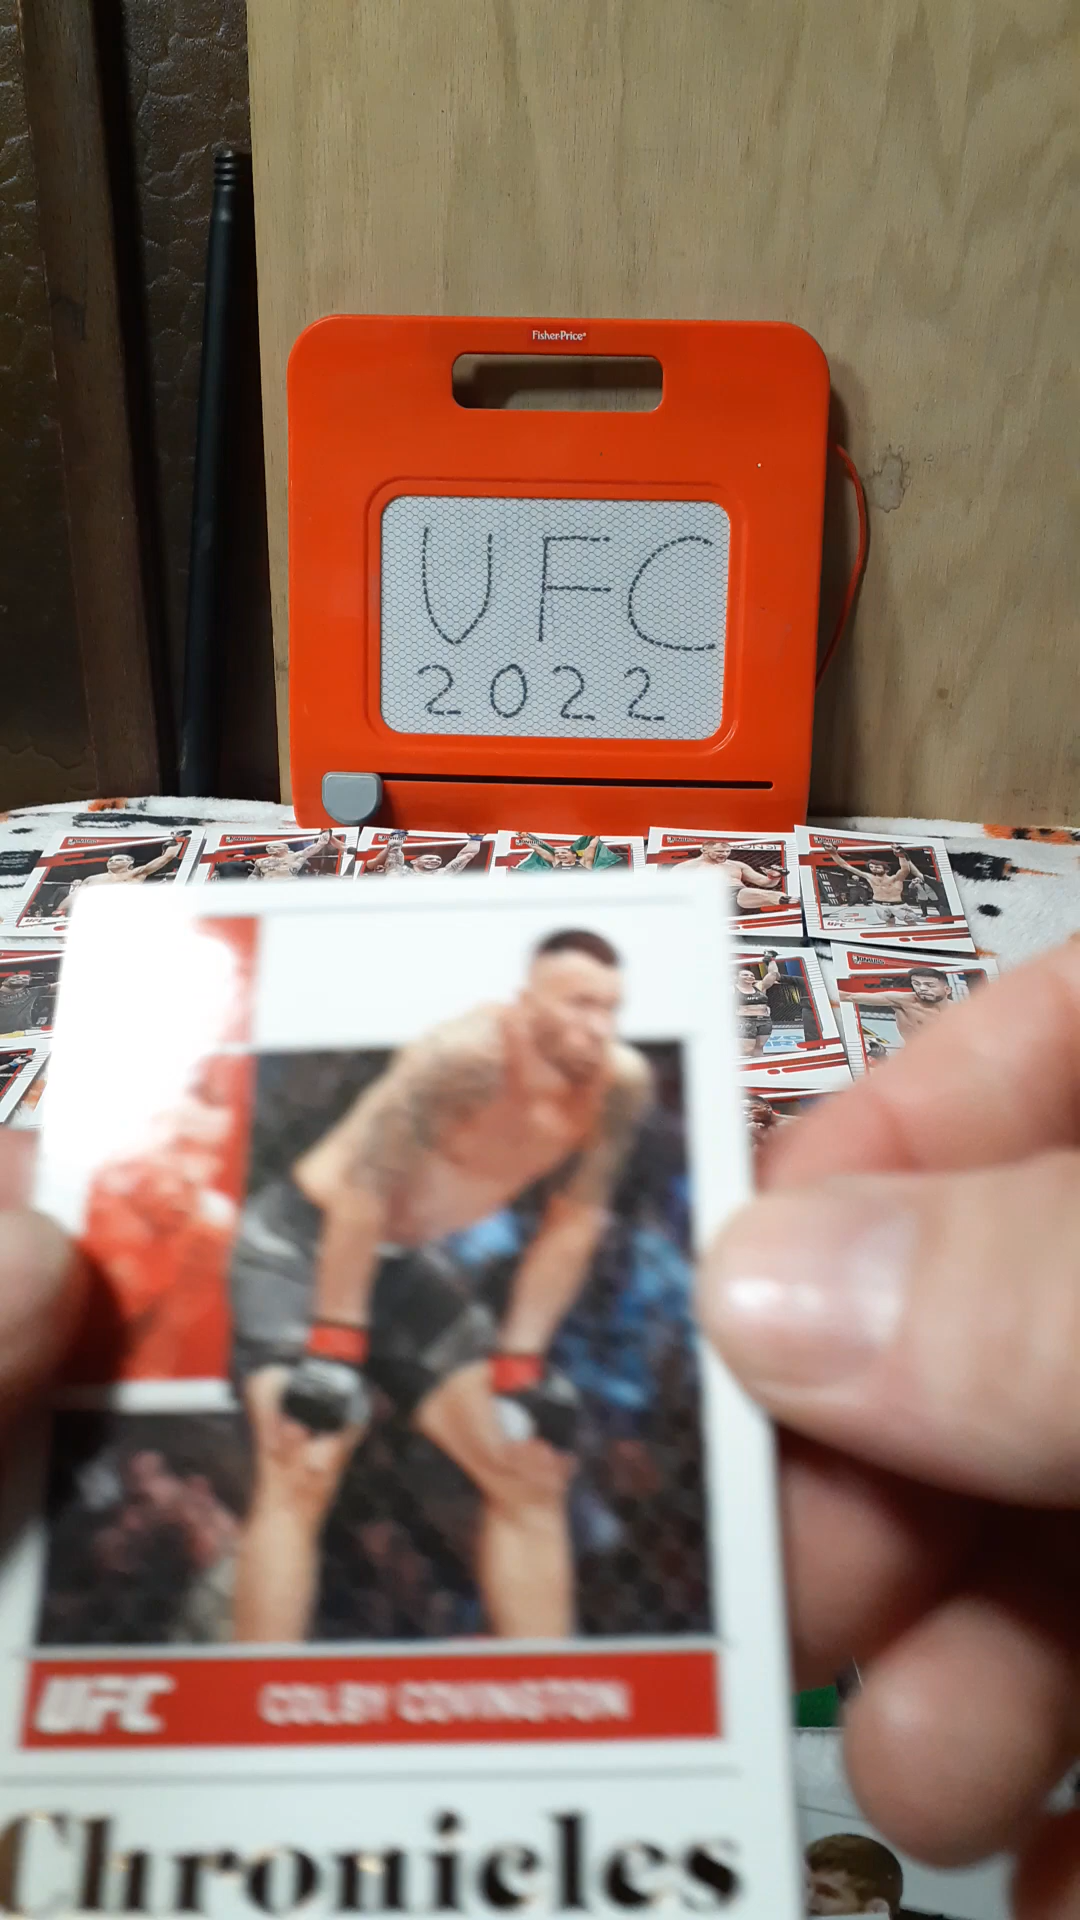 Fisher-Price
UFC
2022
UFC COLBY COVINGTON
Chronicles